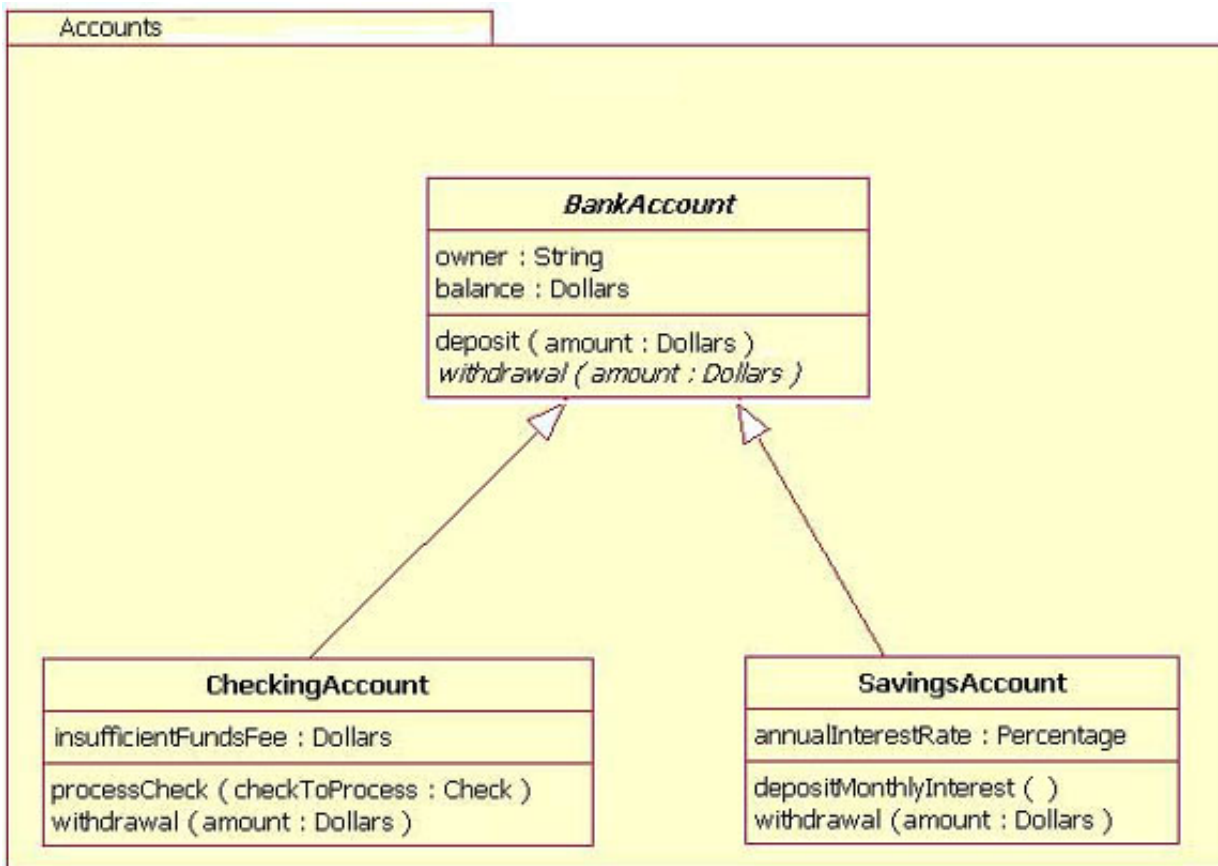 Accounts
BankAccount
owner : String
balance : Dollars
deposit ( amount : Dollars )
withdrawal ( amount : Dollars )
CheckingAccount
insufficientFundsFee : Dollars
processCheck ( checkToProcess : Check )
withdrawal ( amount : Dollars )
SavingsAccount
annualInterestRate : Percentage
depositMonthlyInterest ( )
withdrawal ( amount : Dollars )